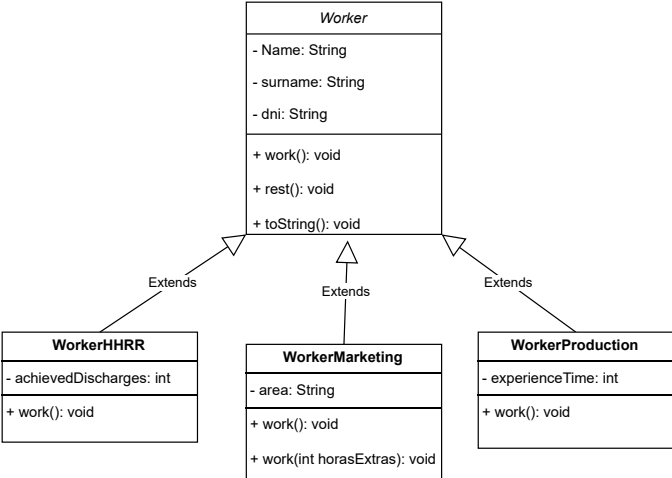 Worker
- Name: String
- surname: String
- dni: String
+ work(): void
+ rest(): void
+ toString(): void
Extends
Extends
Extends
WorkerHHRR
- achievedDischarges: int
+ work(): void
WorkerMarketing
- area: String
+ work(): void
+ work(int horasExtras): void
WorkerProduction
- experienceTime: int
+ work(): void